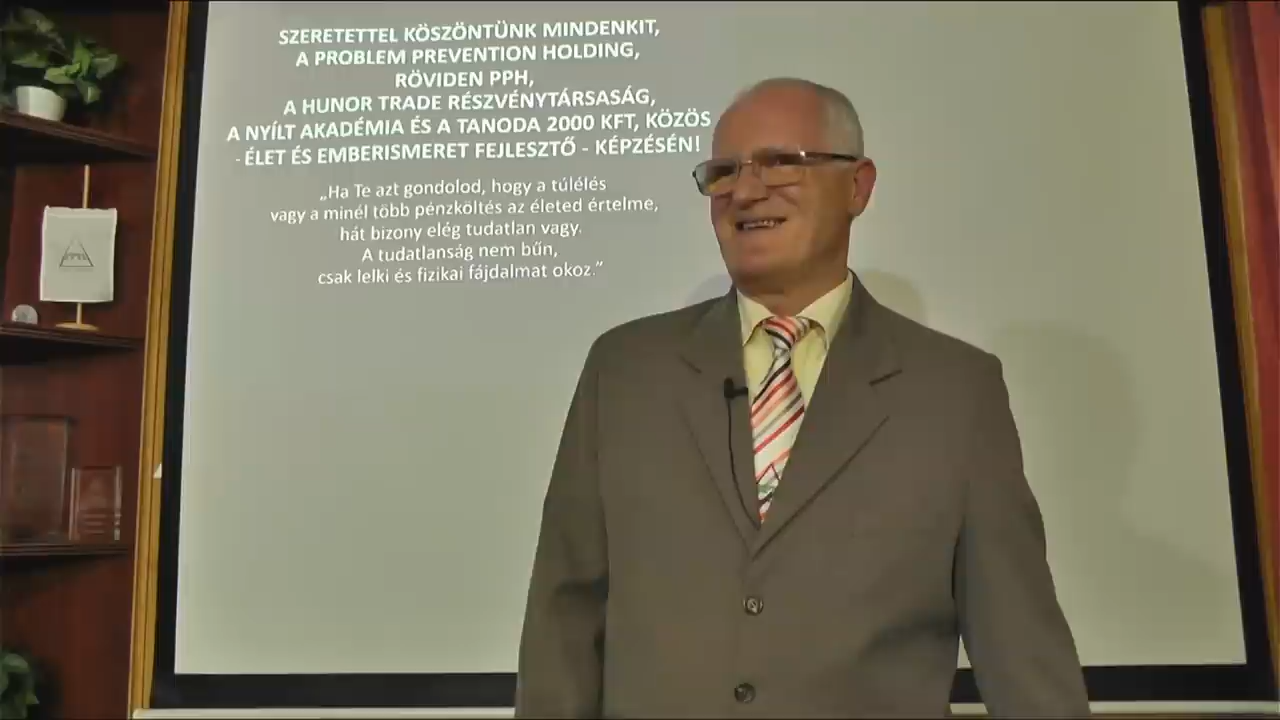 SZERETETTEL KÖSZÖNTÜNK MINDENKIT,
A PROBLEM PREVENTION HOLDING,
RÖVIDEN PPH,
A HUNOR TRADE RÉSZVÉNYTÁRSASÁG,
A NYÍLT AKADÉMIA ÉS A TANODA 2000 KFT, KÖZÖS
- ÉLET ÉS EMBERISMERET FEJLESZTŐ - KÉPZÉSÉN!
„Ha Te azt gondolod, hogy a túlélés
vagy a minél több pénzköltés az életed értelme,
hát bizony elég tudatlan vagy.
A tudatlanság nem bűn,
csak lelki és fizikai fájdalmat okoz.”